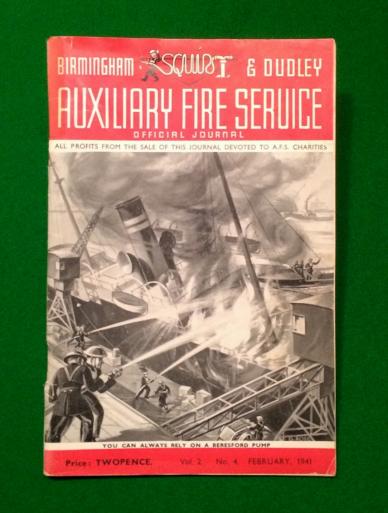 BIRMINGHAM SQUIRT & DUDLEY
AUXILIARY FIRE SERVICE
OFFICIAL JOURNAL
ALL PROFITS FROM THE SALE OF THIS JOURNAL DEVOTED TO A.F.S. CHARITIES
YOU CAN ALWAYS RELY ON A BERESFORD PUMP
Price: TWOPENCE. Vol 2 No. 4 FEBRUARY, 1941